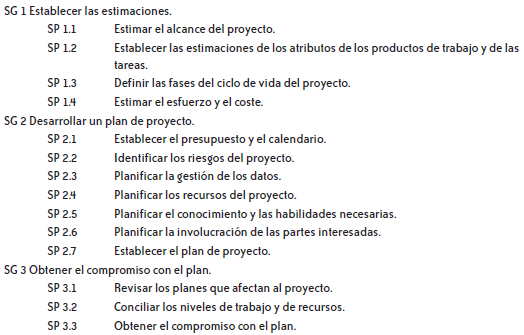 SG 1 Establecer las estimaciones.
SP 1.1 Estimar el alcance del proyecto.
SP 1.2 Establecer las estimaciones de los atributos de los productos de trabajo y de las
tareas.
SP 1.3 Definir las fases del ciclo de vida del proyecto.
SP 1.4 Estimar el esfuerzo y el coste.
SG 2 Desarrollar un plan de proyecto.
SP 2.1 Establecer el presupuesto y el calendario.
SP 2.2 Identificar los riesgos del proyecto.
SP 2.3 Planificar la gestión de los datos.
SP 2.4 Planificar los recursos del proyecto.
SP 2.5 Planificar el conocimiento y las habilidades necesarias.
SP 2.6 Planificar la involucración de las partes interesadas.
SP 2.7 Establecer el plan de proyecto.
SG 3 Obtener el compromiso con el plan.
SP 3.1 Revisar los planes que afectan al proyecto.
SP 3.2 Conciliar los niveles de trabajo y de recursos.
SP 3.3 Obtener el compromiso con el plan.